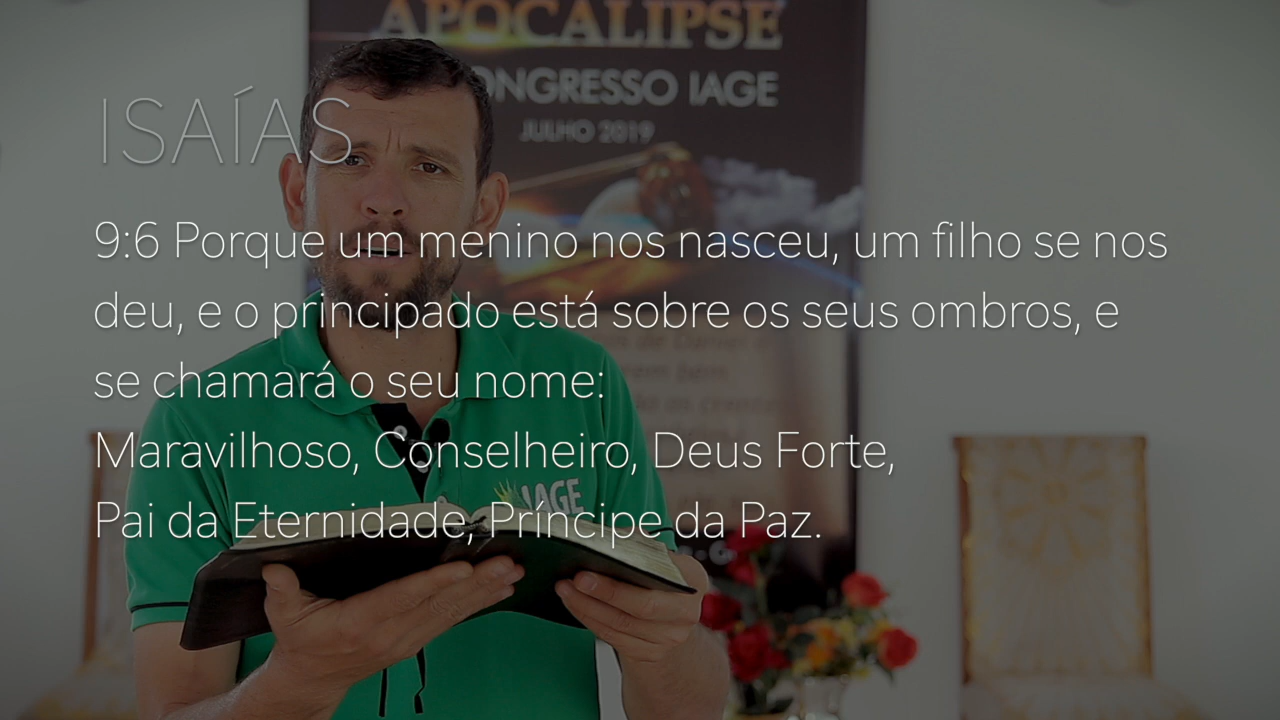 APOCALIPSE
CONGRESSO IAGE
JULHO 2019
ISAÍAS
9:6 Porque um menino nos nasceu, um filho se nos
deu, e o principado está sobre os seus ombros, e
se chamará o seu nome:
Maravilhoso, Conselheiro, Deus Forte,
Pai da Eternidade, Príncipe da Paz.
IAGE